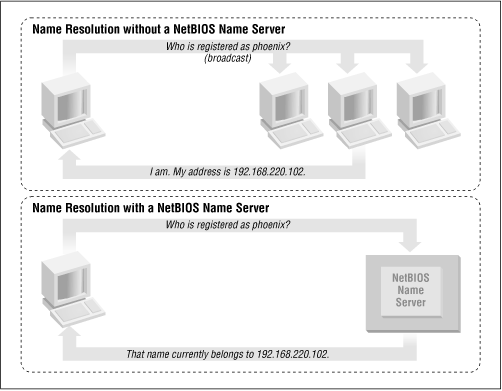 Name Resolution without a NetBIOS Name Server
Who is registered as phoenix?
(broadcast)
I am. My address is 192.168.220.102.
Name Resolution with a NetBIOS Name Server
Who is registered as phoenix?
NetBIOS
Name
Server
That name currently belongs to 192.168.220.102.